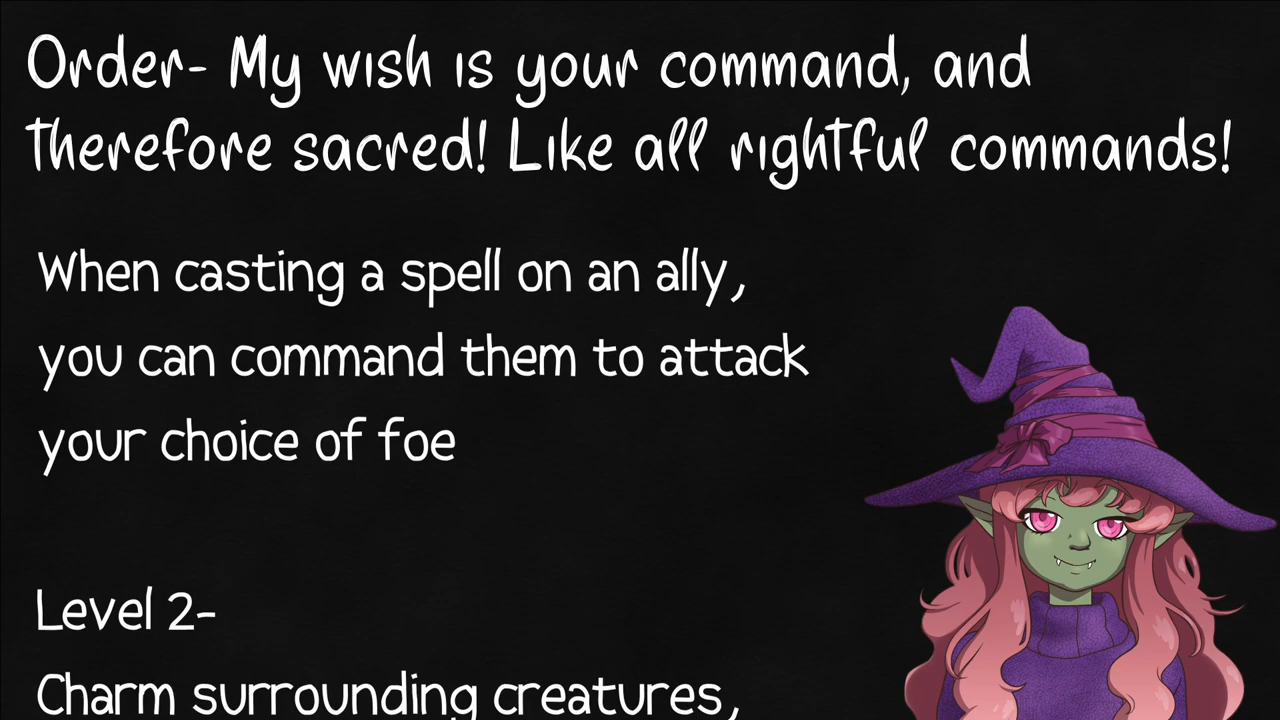 Order- My wish is your command, and
therefore sacred! Like all rightful commands!
When casting a spell on an ally,
you can command them to attack
your choice of foe
Level 2-
Charm surrounding creatures,